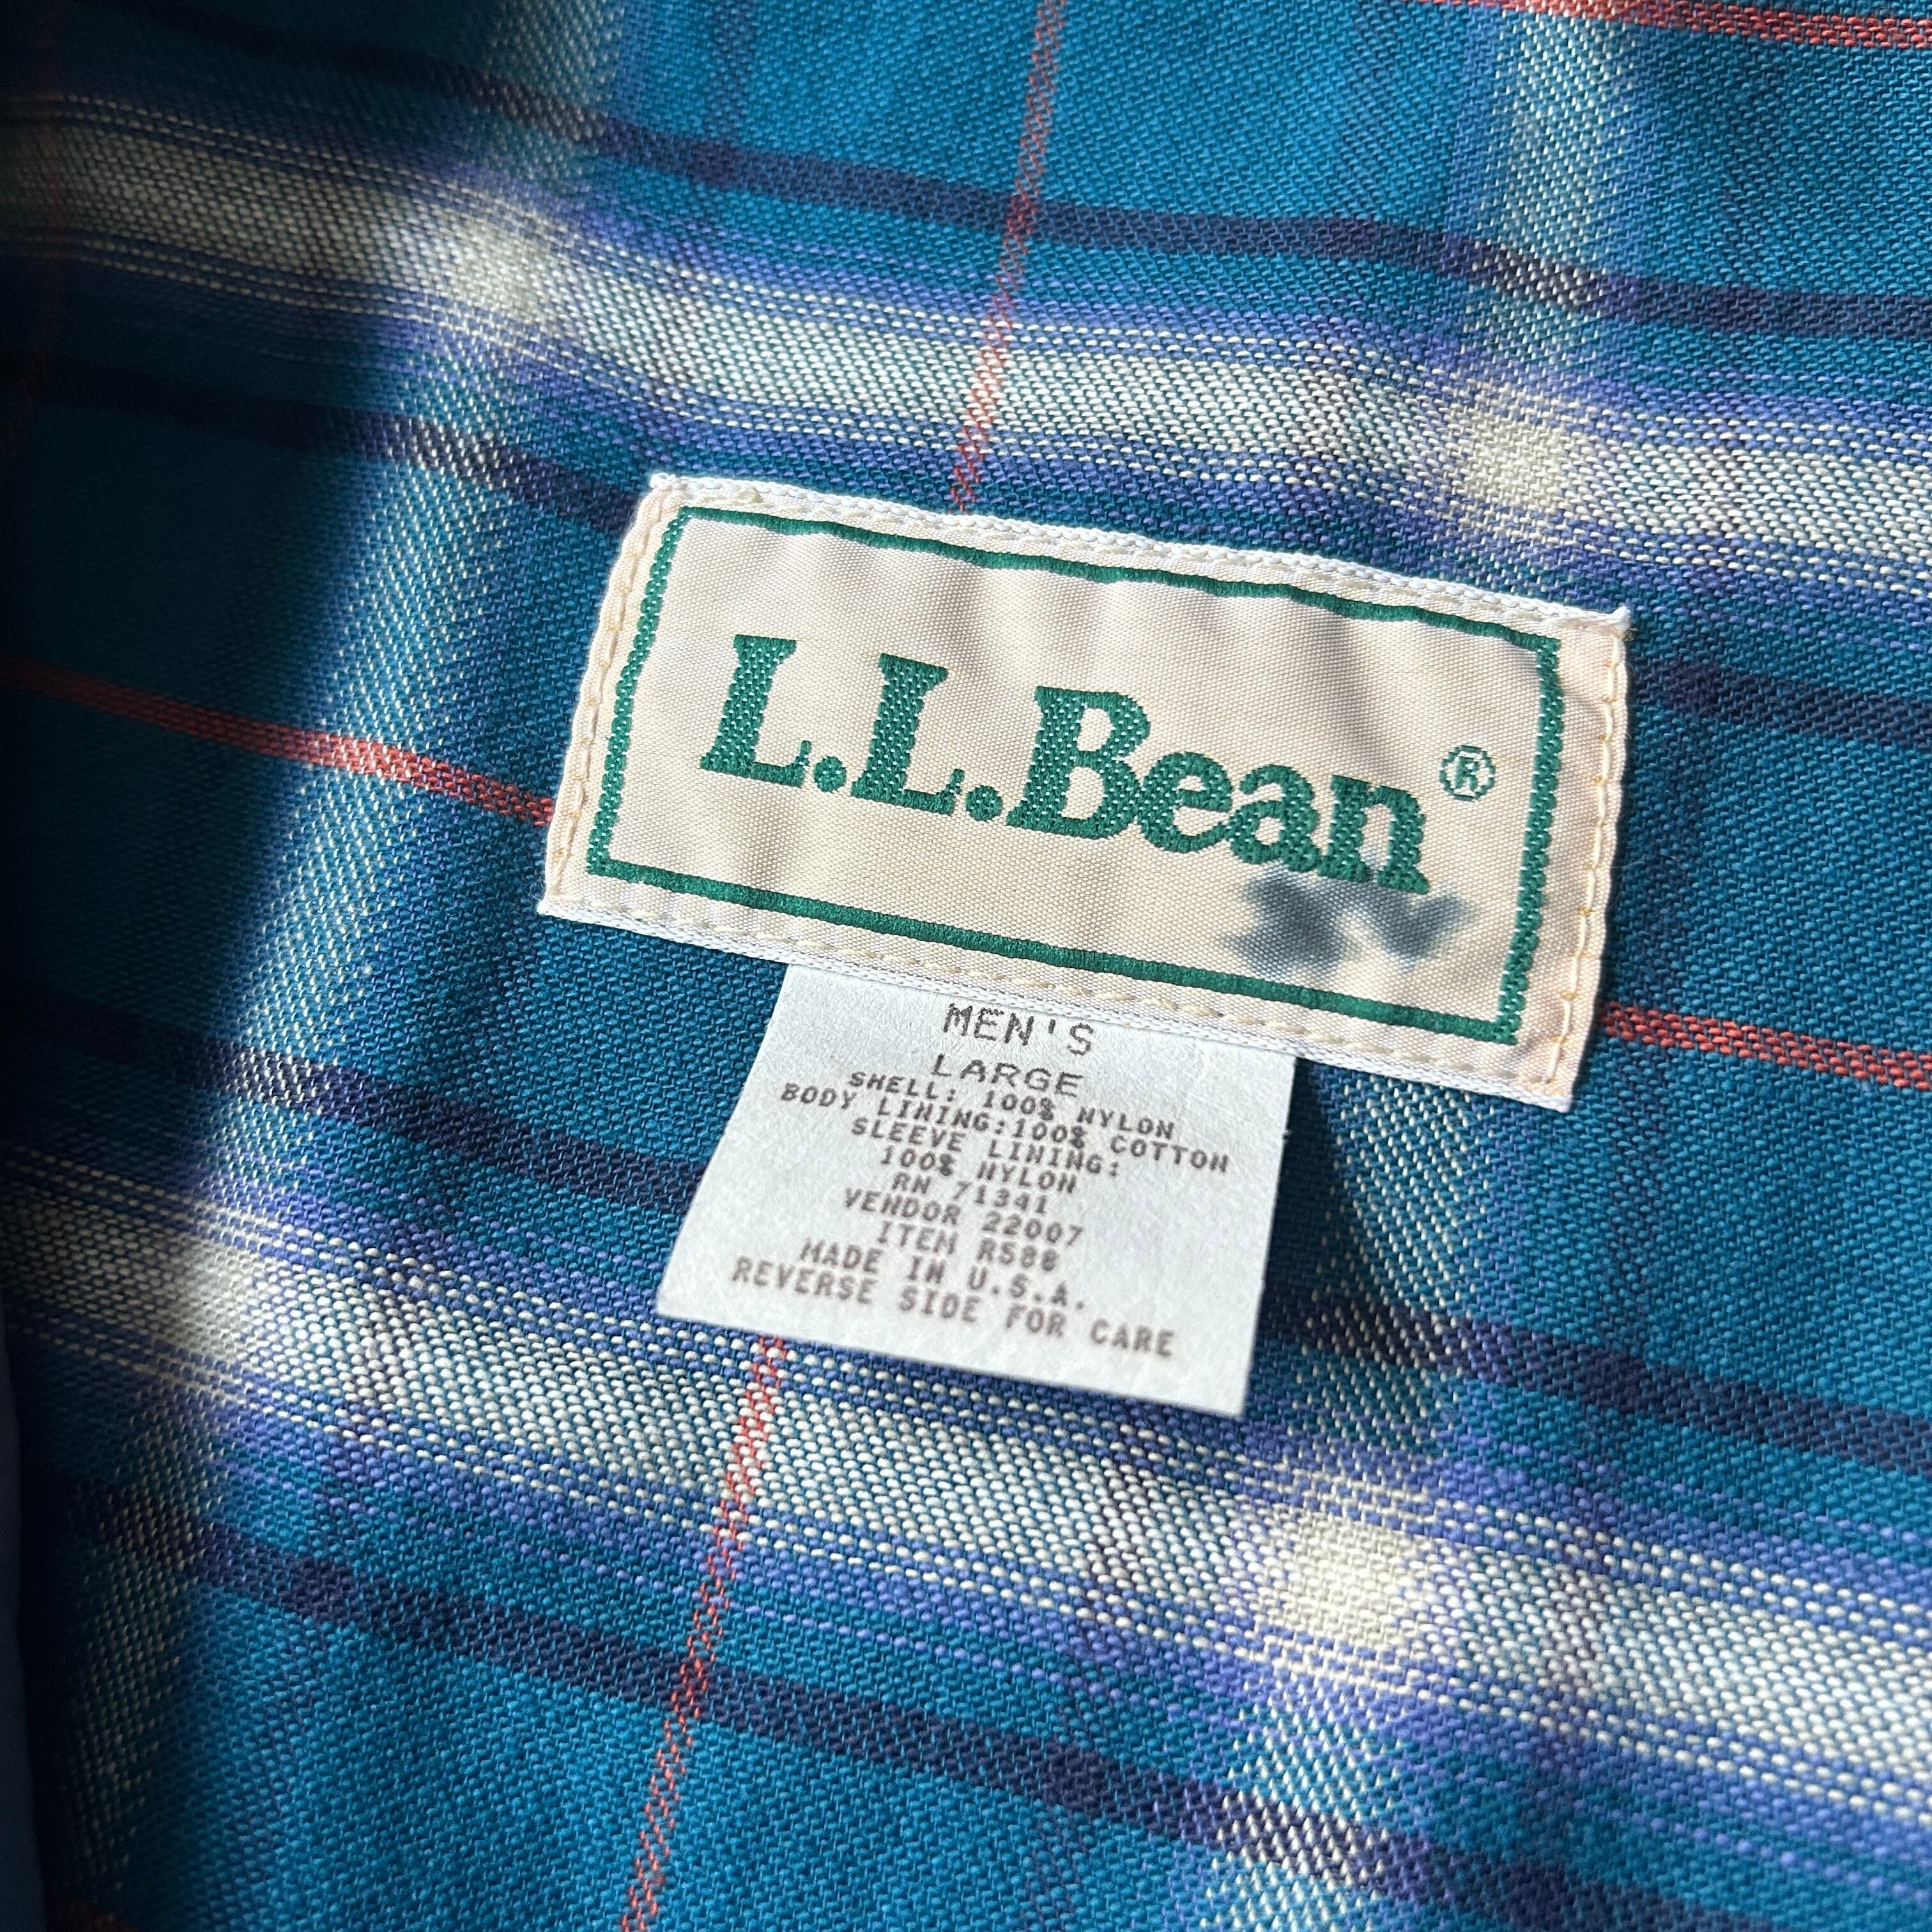 L.L.Bean®
MEN'S
LARGE
SHELL: 100% NYLON
BODY LINING:100% COTTON
SLEEVE LINING:
100% NYLON
RN 71341
VENDOR 22007
ITEM R588
MADE IN U.S.A.
REVERSE SIDE FOR CARE